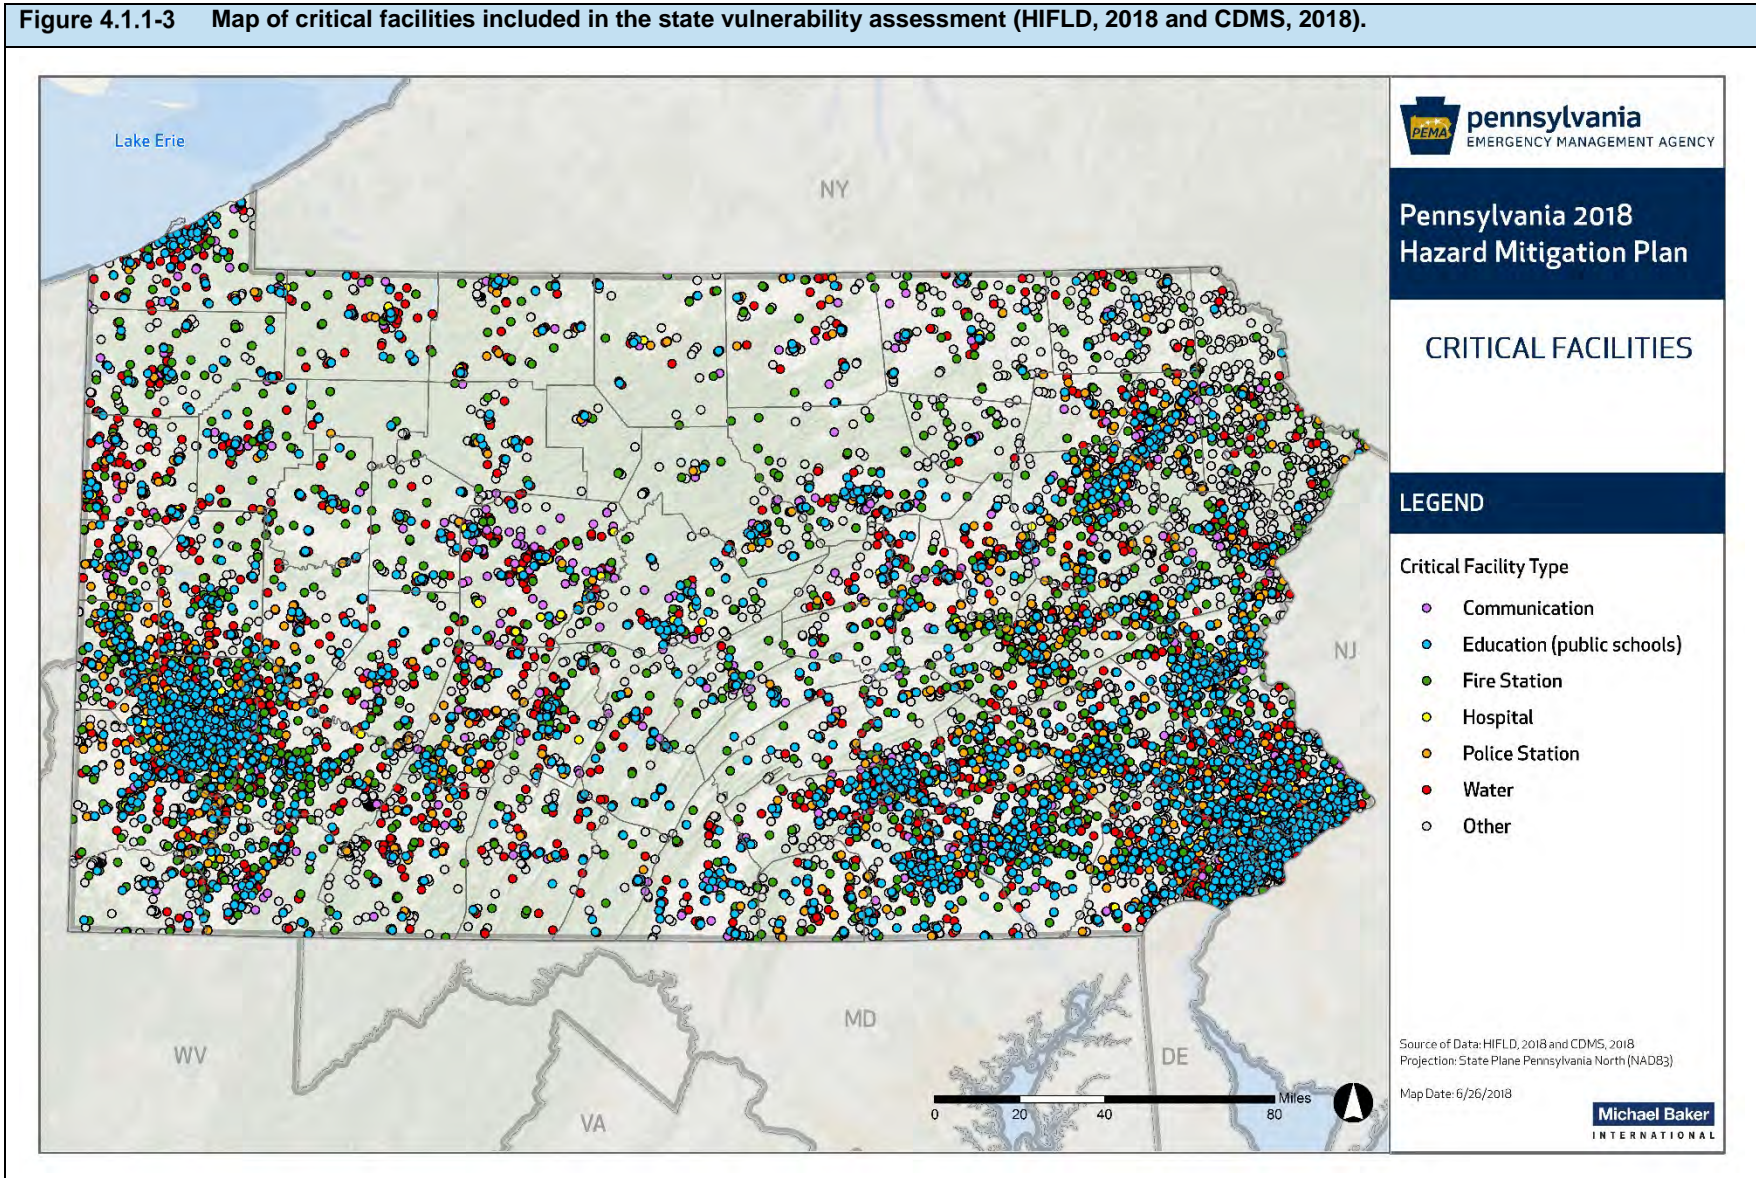 Figure 4.1.1-3 Map of critical facilities included in the state vulnerability assessment (HIFLD, 2018 and CDMS, 2018).
Lake Erie
NY
NJ
WV
VA
MD
DE
0 20 40 80 Miles
PEMA
pennsylvania
EMERGENCY MANAGEMENT AGENCY
Pennsylvania 2018
Hazard Mitigation Plan
CRITICAL FACILITIES
LEGEND
Critical Facility Type
Communication
Education (public schools)
Fire Station
Hospital
Police Station
Water
Other
Source of Data: HIFLD, 2018 and CDMS, 2018
Projection: State Plane Pennsylvania North (NAD83)
Map Date: 6/26/2018
Michael Baker
INTERNATIONAL